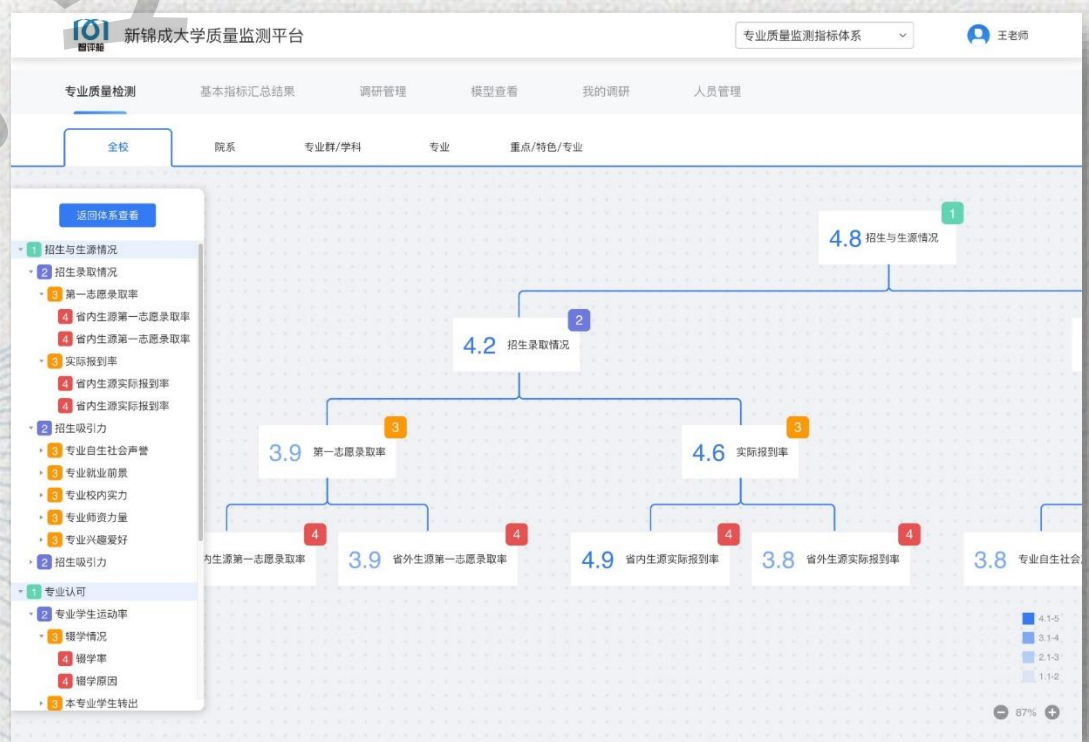 智评酷
新锦成大学质量监测平台
专业质量监测指标体系
王老师
专业质量检测 基本指标汇总结果 调研管理 模型查看 我的调研 人员管理
全校 院系 专业群/学科 专业 重点/特色/专业
返回体系查看
1 招生与生源情况
2 招生录取情况
3 第一志愿录取率
4 省内生源第一志愿录取率
4 省内生源第一志愿录取率
3 实际报到率
4 省内生源实际报到率
4 省内生源实际报到率
2 招生吸引力
3 专业自生社会声誉
3 专业就业前景
3 专业校内实力
3 专业师资力量
3 专业兴趣爱好
2 招生吸引力
1 专业认可
2 专业学生运动率
3 辍学情况
4 辍学率
4 辍学原因
3 本专业学生转出
1
4.8 招生与生源情况
2
4.2 招生录取情况
3
3.9 第一志愿录取率
3
4.6 实际报到率
4
内生源第一志愿录取率
4
3.9 省外生源第一志愿录取率
4
4.9 省内生源实际报到率
4
3.8 省外生源实际报到率
3.8 专业自生社会
4.1-5
3.1-4
2.1-3
1.1-2
87%